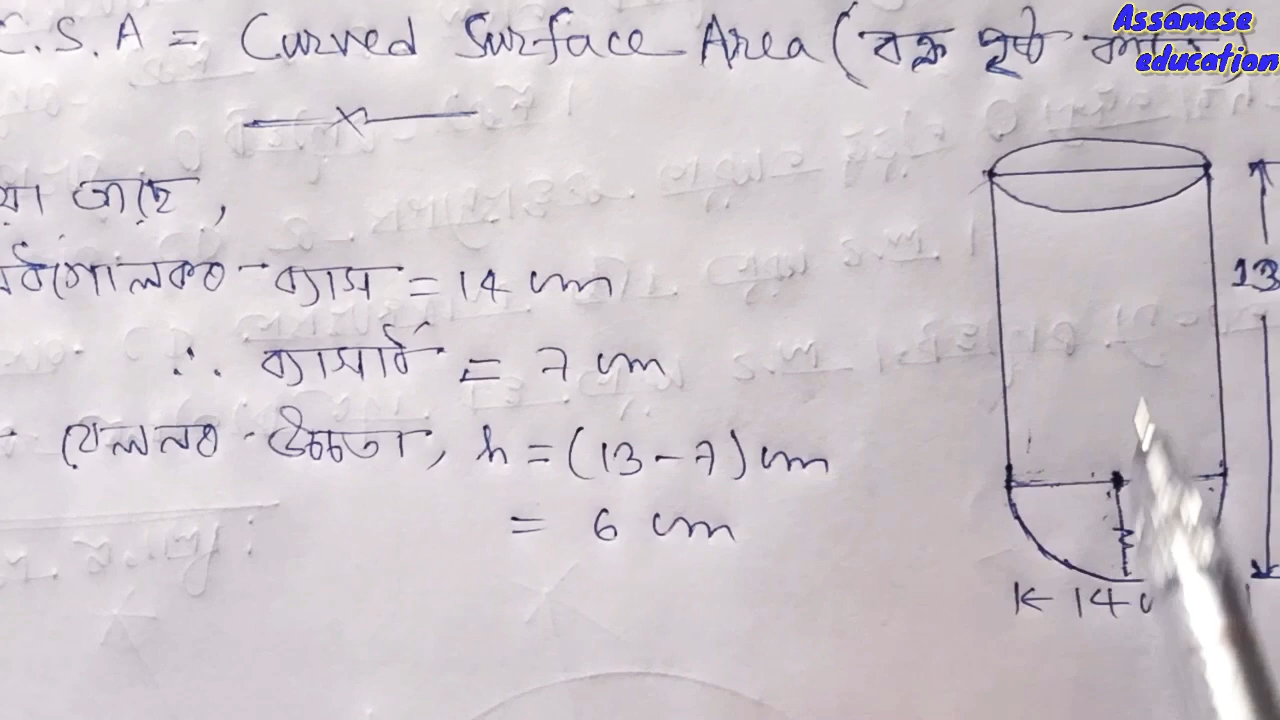 C.S.A = Curved Surface Area (বক্ৰ পৃষ্ঠ কালি)
Assamese
education
য়া আছে,
ৰ্ধগোলকৰ ব্যাস = 14 cm
∴ ব্যাসাৰ্ধ = 7 cm
বেলনৰ উচ্চতা, h = (13 - 7) cm
= 6 cm
13
r
14